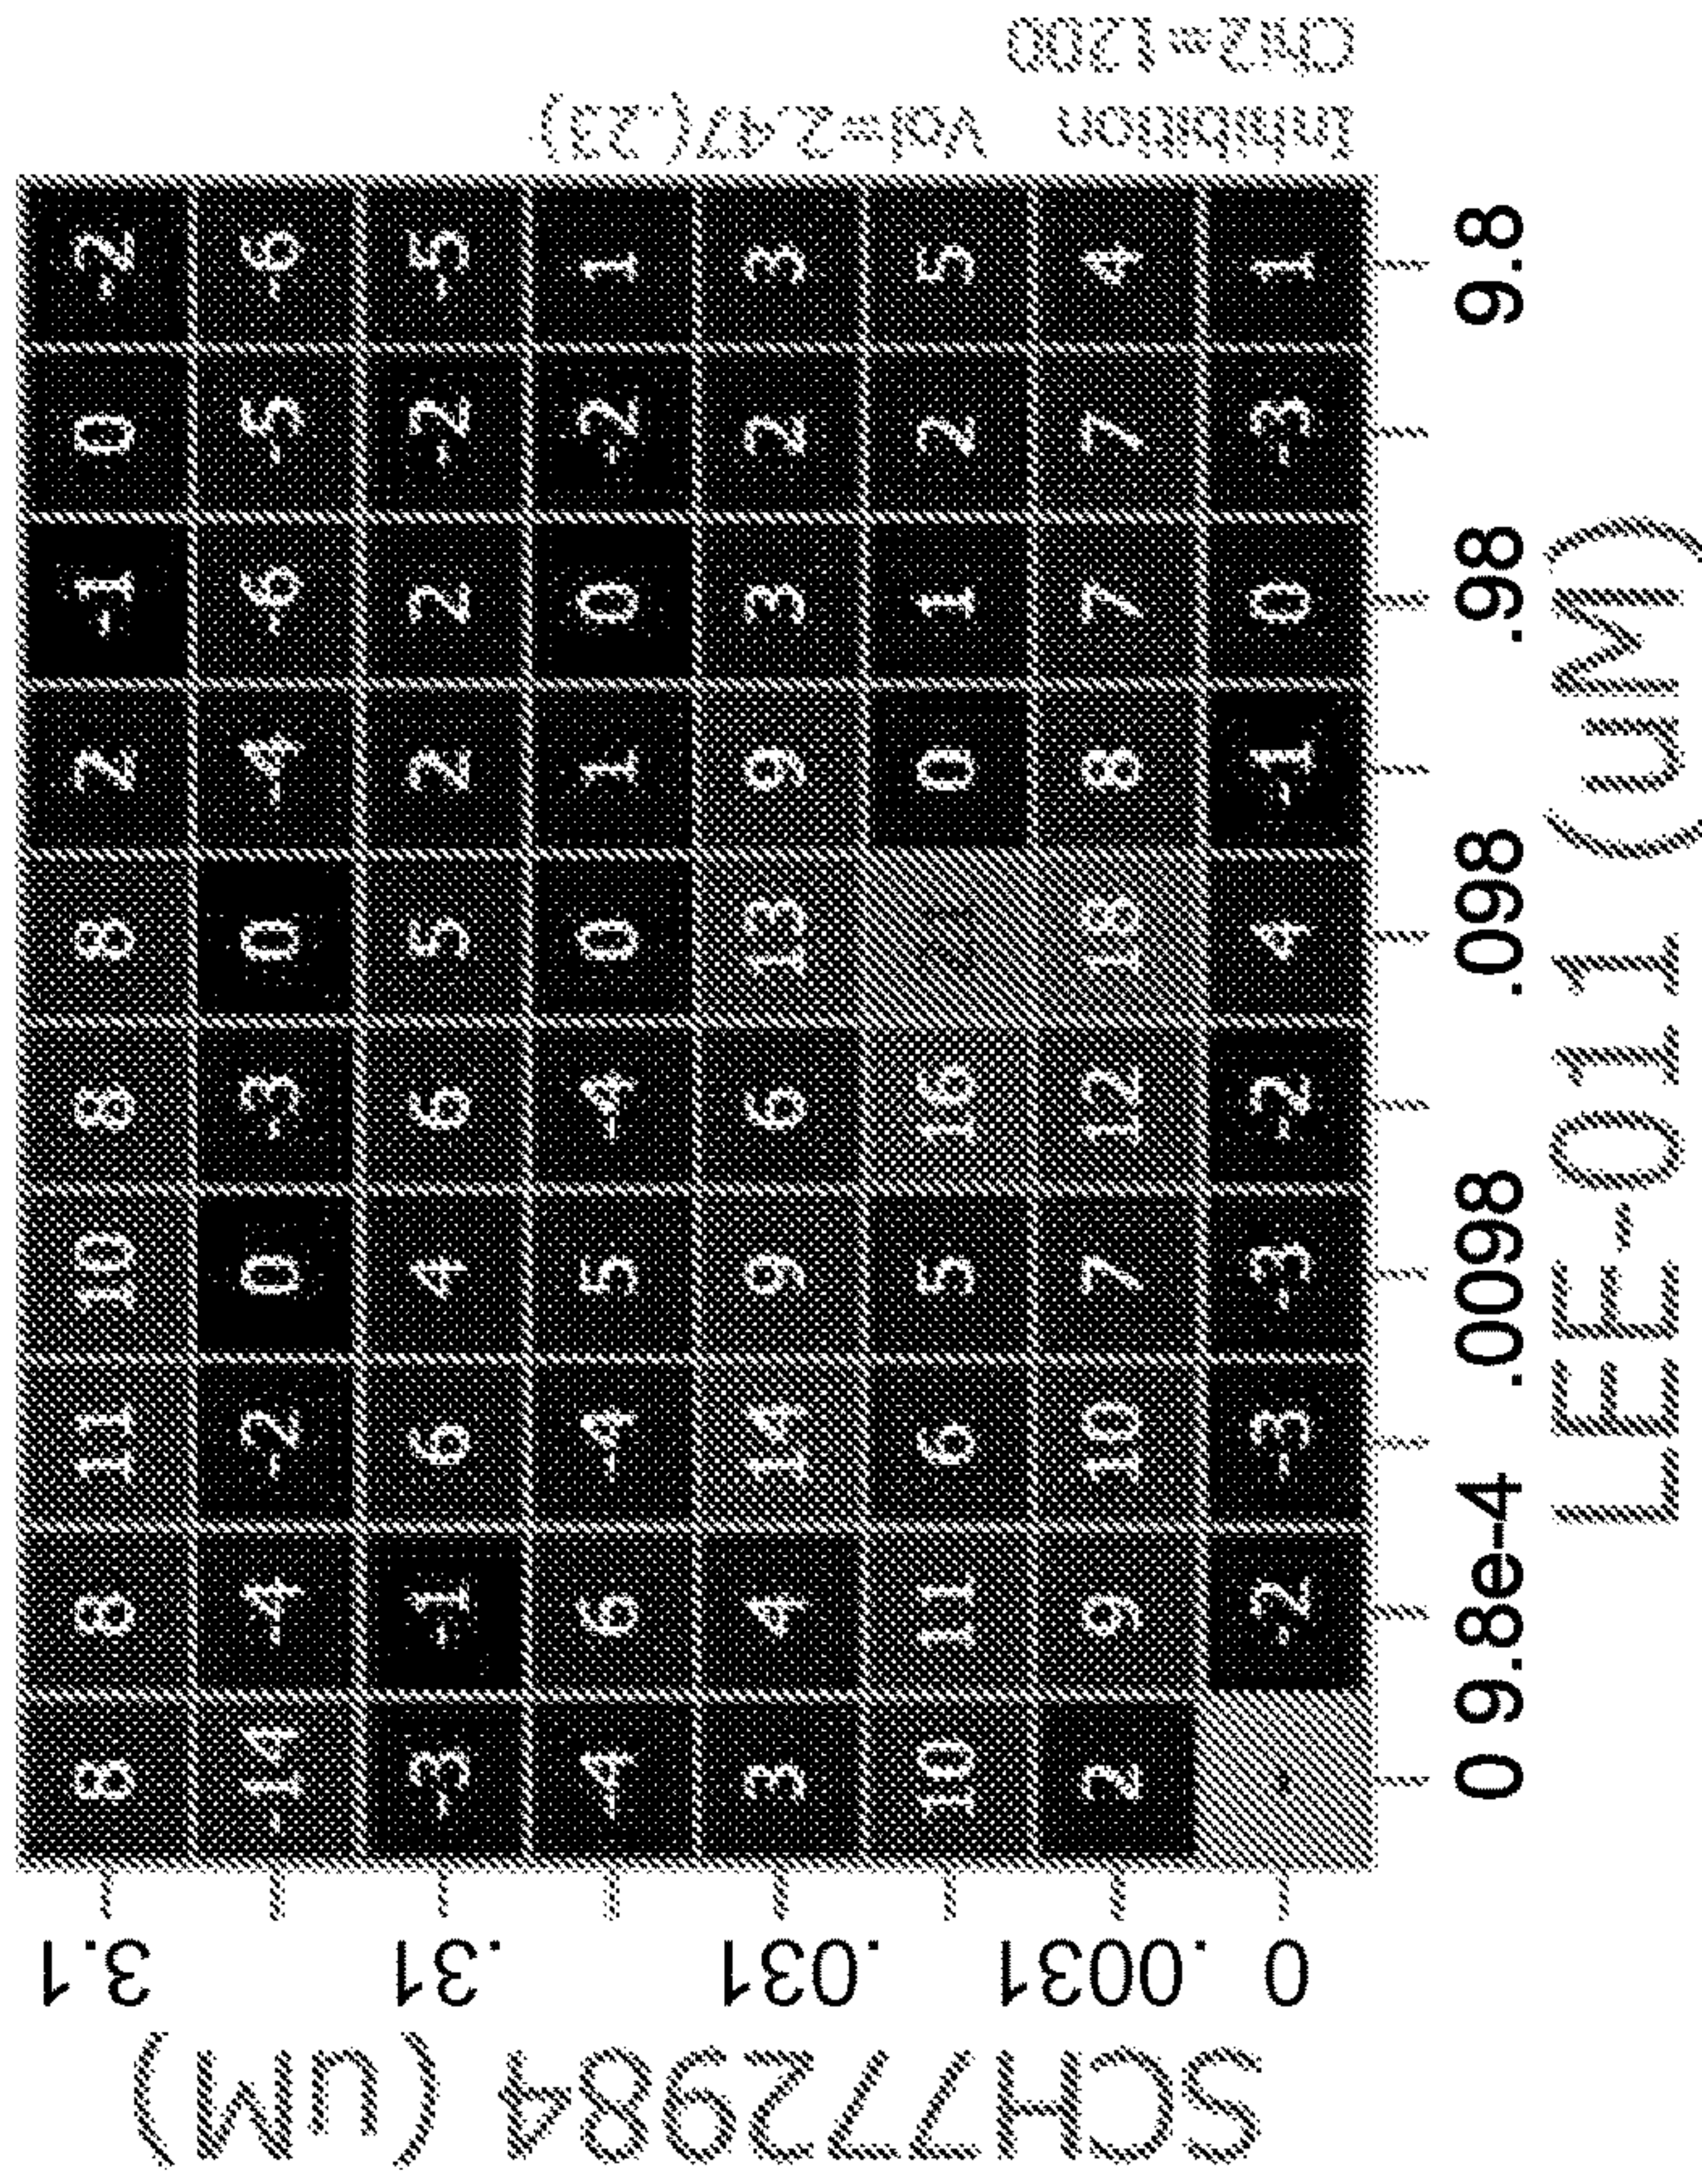 SCH772984 (uM)
3.1 8 8 11 10 8 8 2 -1 0 -2
-14 -4 -2 0 -3 0 -4 -6 -5 -6
.31 -3 -1 6 4 6 5 2 2 -2 -5
-4 6 -4 5 -4 0 1 0 -2 1
.031 3 4 14 9 6 13 9 3 2 3
10 11 6 5 16 0 1 2 5
.0031 2 9 10 7 12 18 8 7 7 4
0 -2 -3 -3 -2 4 -1 0 -3 1
0 9.8e-4 .0098 .098 .98 9.8
LEE-011 (uM)
Inhibition Vol=2.47(.23)
Chi2=1200